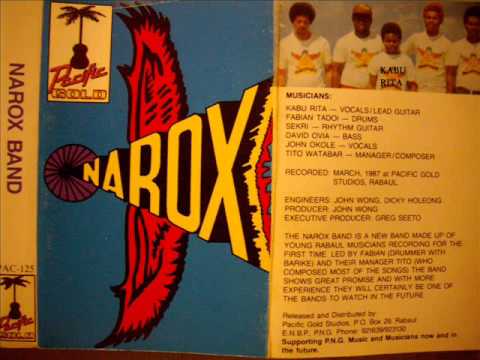 Pacific
GOLD
NAROX BAND
PAC-125
Pacific
GOLD
NAROX
KABU
RITA
MUSICIANS:
KABU RITA — VOCALS/LEAD GUITAR
FABIAN TADOI — DRUMS
SEKRI — RHYTHM GUITAR
DAVID OVIA — BASS
JOHN OKOLE — VOCALS
TITO WATABAR — MANAGER/COMPOSER
RECORDED: MARCH, 1987 at PACIFIC GOLD
STUDIOS, RABAUL
ENGINEERS: JOHN WONG, DICKY HOLEONG
PRODUCER: JOHN WONG
EXECUTIVE PRODUCER: GREG SEETO
THE NAROX BAND IS A NEW BAND MADE UP OF
YOUNG RABAUL MUSICIANS RECORDING FOR THE
FIRST TIME. LED BY FABIAN (DRUMMER WITH
BARIKE) AND THEIR MANAGER TITO (WHO
COMPOSED MOST OF THE SONGS) THE BAND
SHOWS GREAT PROMISE AND WITH MORE
EXPERIENCE THEY WILL CERTAINLY BE ONE OF
THE BANDS TO WATCH IN THE FUTURE
Released and Distributed by
Pacific Gold Studios, P.O. Box 29, Rabaul
E.N.B.P., P.N.G. Phone: 921639/923130
Supporting P.N.G. Music and Musicians now and in
the future.